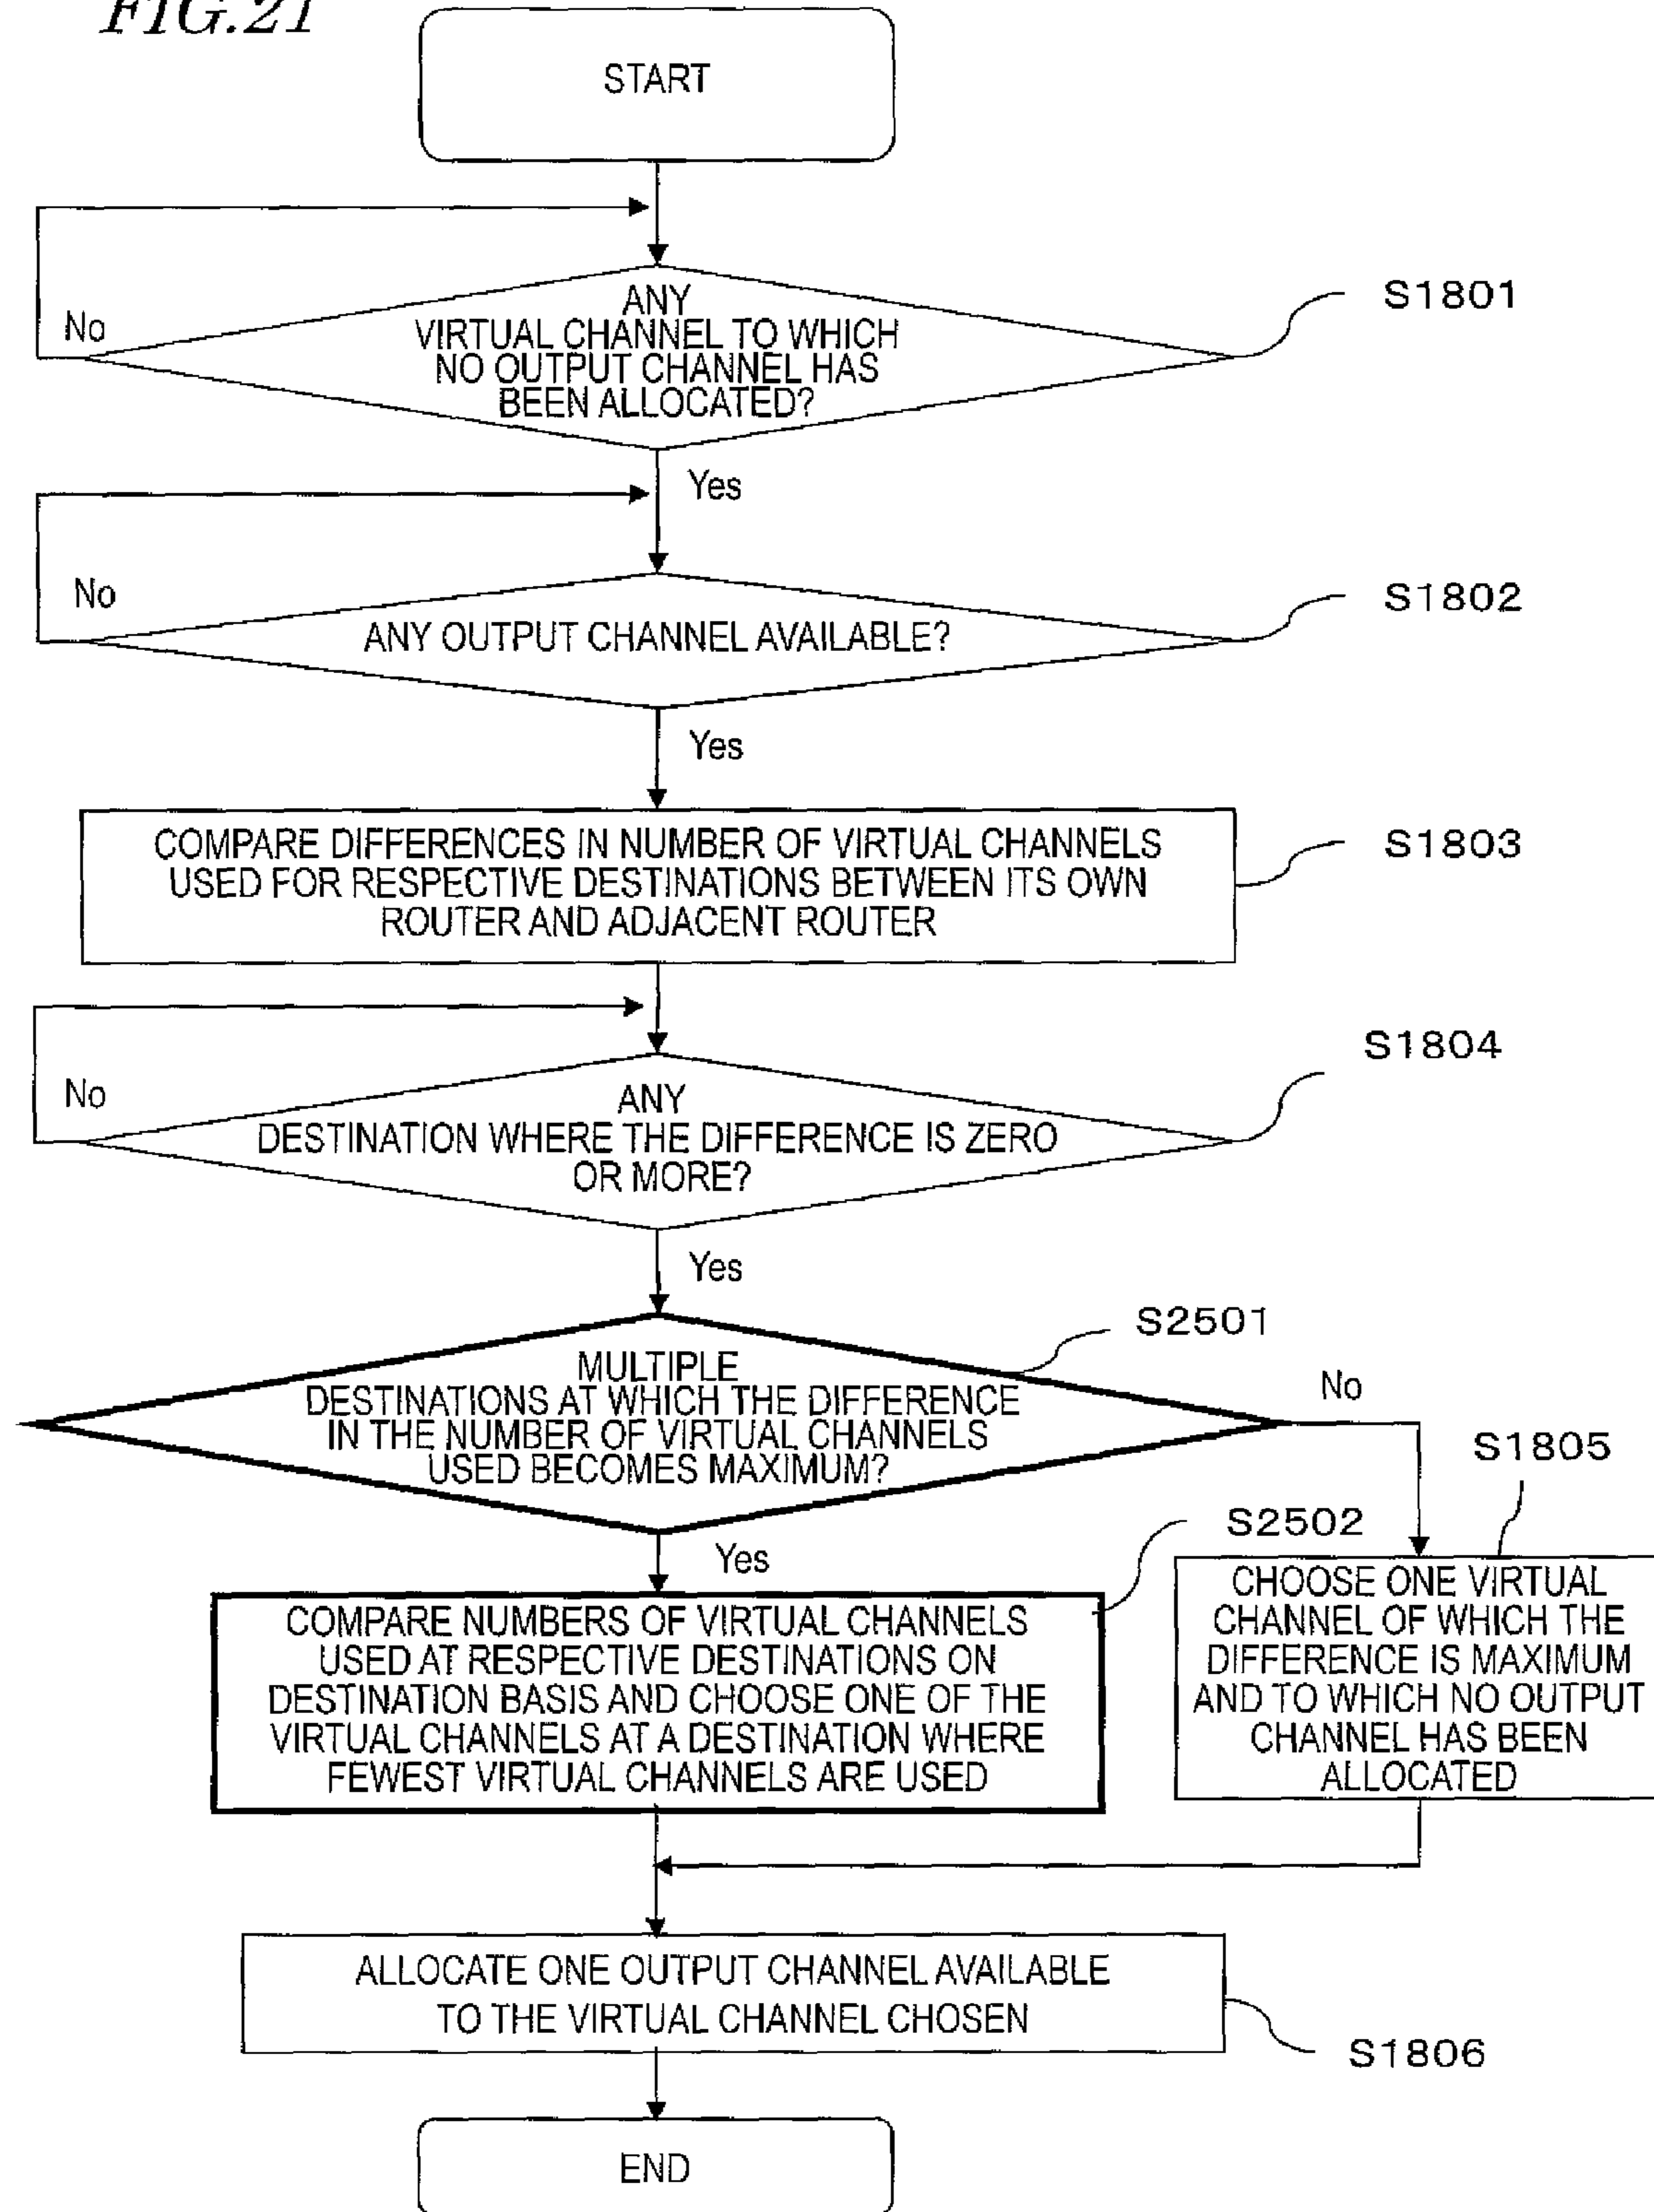 FIG.21
START
ANY
VIRTUAL CHANNEL TO WHICH
NO OUTPUT CHANNEL HAS
BEEN ALLOCATED?
No
S1801
Yes
ANY OUTPUT CHANNEL AVAILABLE?
No
S1802
Yes
COMPARE DIFFERENCES IN NUMBER OF VIRTUAL CHANNELS
USED FOR RESPECTIVE DESTINATIONS BETWEEN ITS OWN
ROUTER AND ADJACENT ROUTER
S1803
ANY
DESTINATION WHERE THE DIFFERENCE IS ZERO
OR MORE?
No
S1804
Yes
MULTIPLE
DESTINATIONS AT WHICH THE DIFFERENCE
IN THE NUMBER OF VIRTUAL CHANNELS
USED BECOMES MAXIMUM?
S2501
No
Yes
COMPARE NUMBERS OF VIRTUAL CHANNELS
USED AT RESPECTIVE DESTINATIONS ON
DESTINATION BASIS AND CHOOSE ONE OF THE
VIRTUAL CHANNELS AT A DESTINATION WHERE
FEWEST VIRTUAL CHANNELS ARE USED
S2502
S1805
CHOOSE ONE VIRTUAL
CHANNEL OF WHICH THE
DIFFERENCE IS MAXIMUM
AND TO WHICH NO OUTPUT
CHANNEL HAS BEEN
ALLOCATED
ALLOCATE ONE OUTPUT CHANNEL AVAILABLE
TO THE VIRTUAL CHANNEL CHOSEN
S1806
END